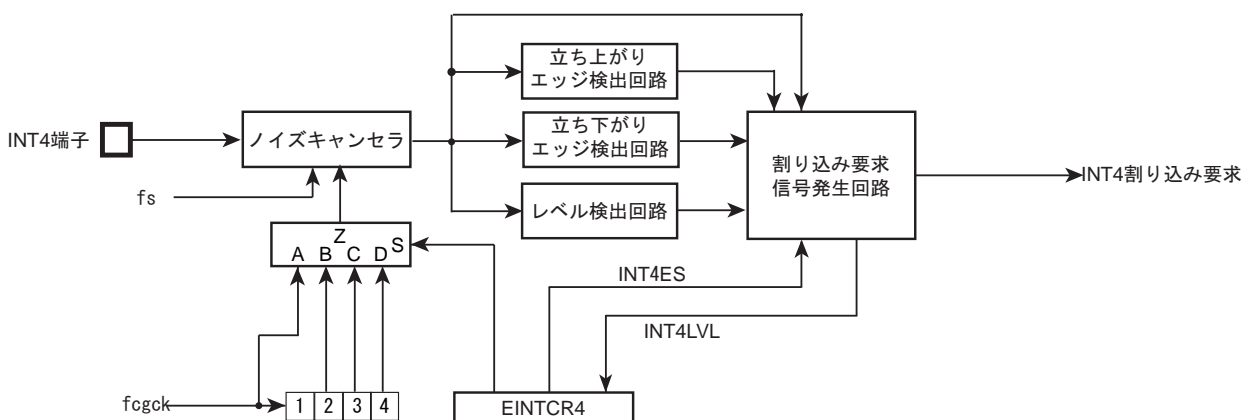 立ち上がり
エッジ検出回路
INT4端子
ノイズキャンセラ
立ち下がり
エッジ検出回路
割り込み要求
信号発生回路
INT4割り込み要求
fs
レベル検出回路
Z
S
A B C D
INT4ES
INT4LVL
fcgck
1 2 3 4
EINTCR4